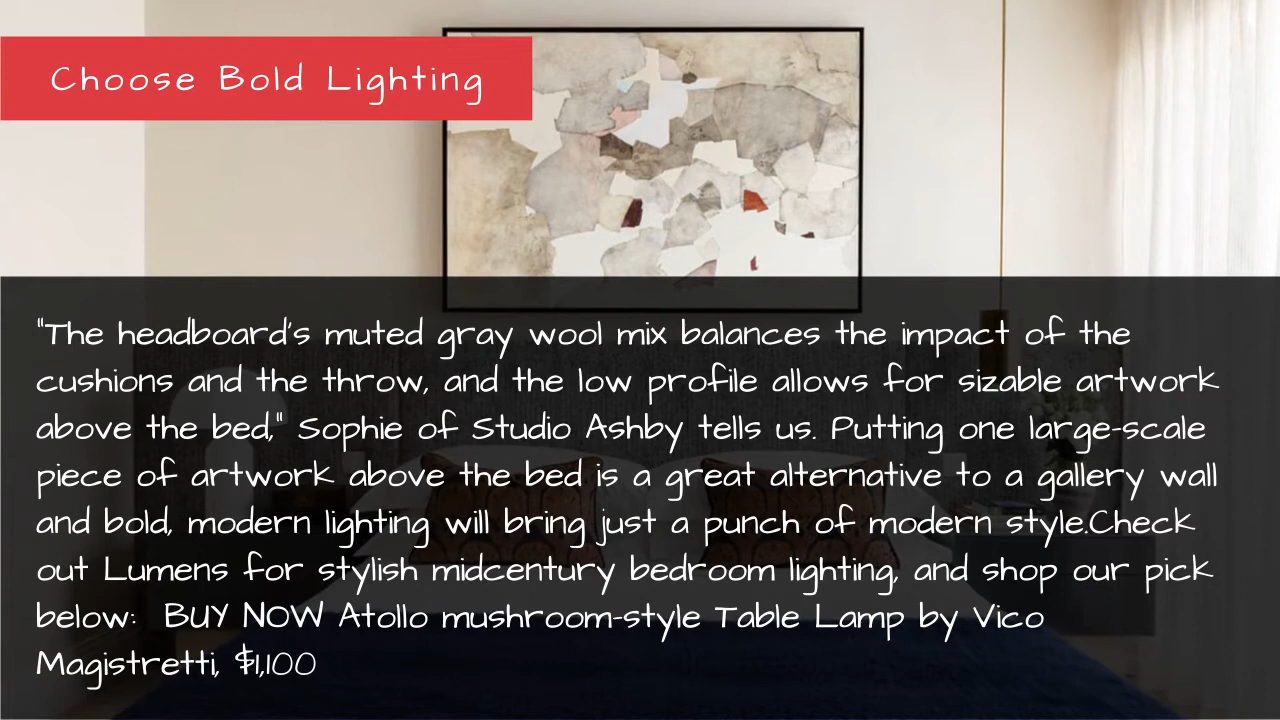 Choose Bold Lighting
"The headboard's muted gray wool mix balances the impact of the
cushions and the throw, and the low profile allows for sizable artwork
above the bed," Sophie of Studio Ashby tells us. Putting one large-scale
piece of artwork above the bed is a great alternative to a gallery wall
and bold, modern lighting will bring just a punch of modern style.Check
out Lumens for stylish midcentury bedroom lighting, and shop our pick
below:  BUY NOW Atollo mushroom-style Table Lamp by Vico
Magistretti, $1,100